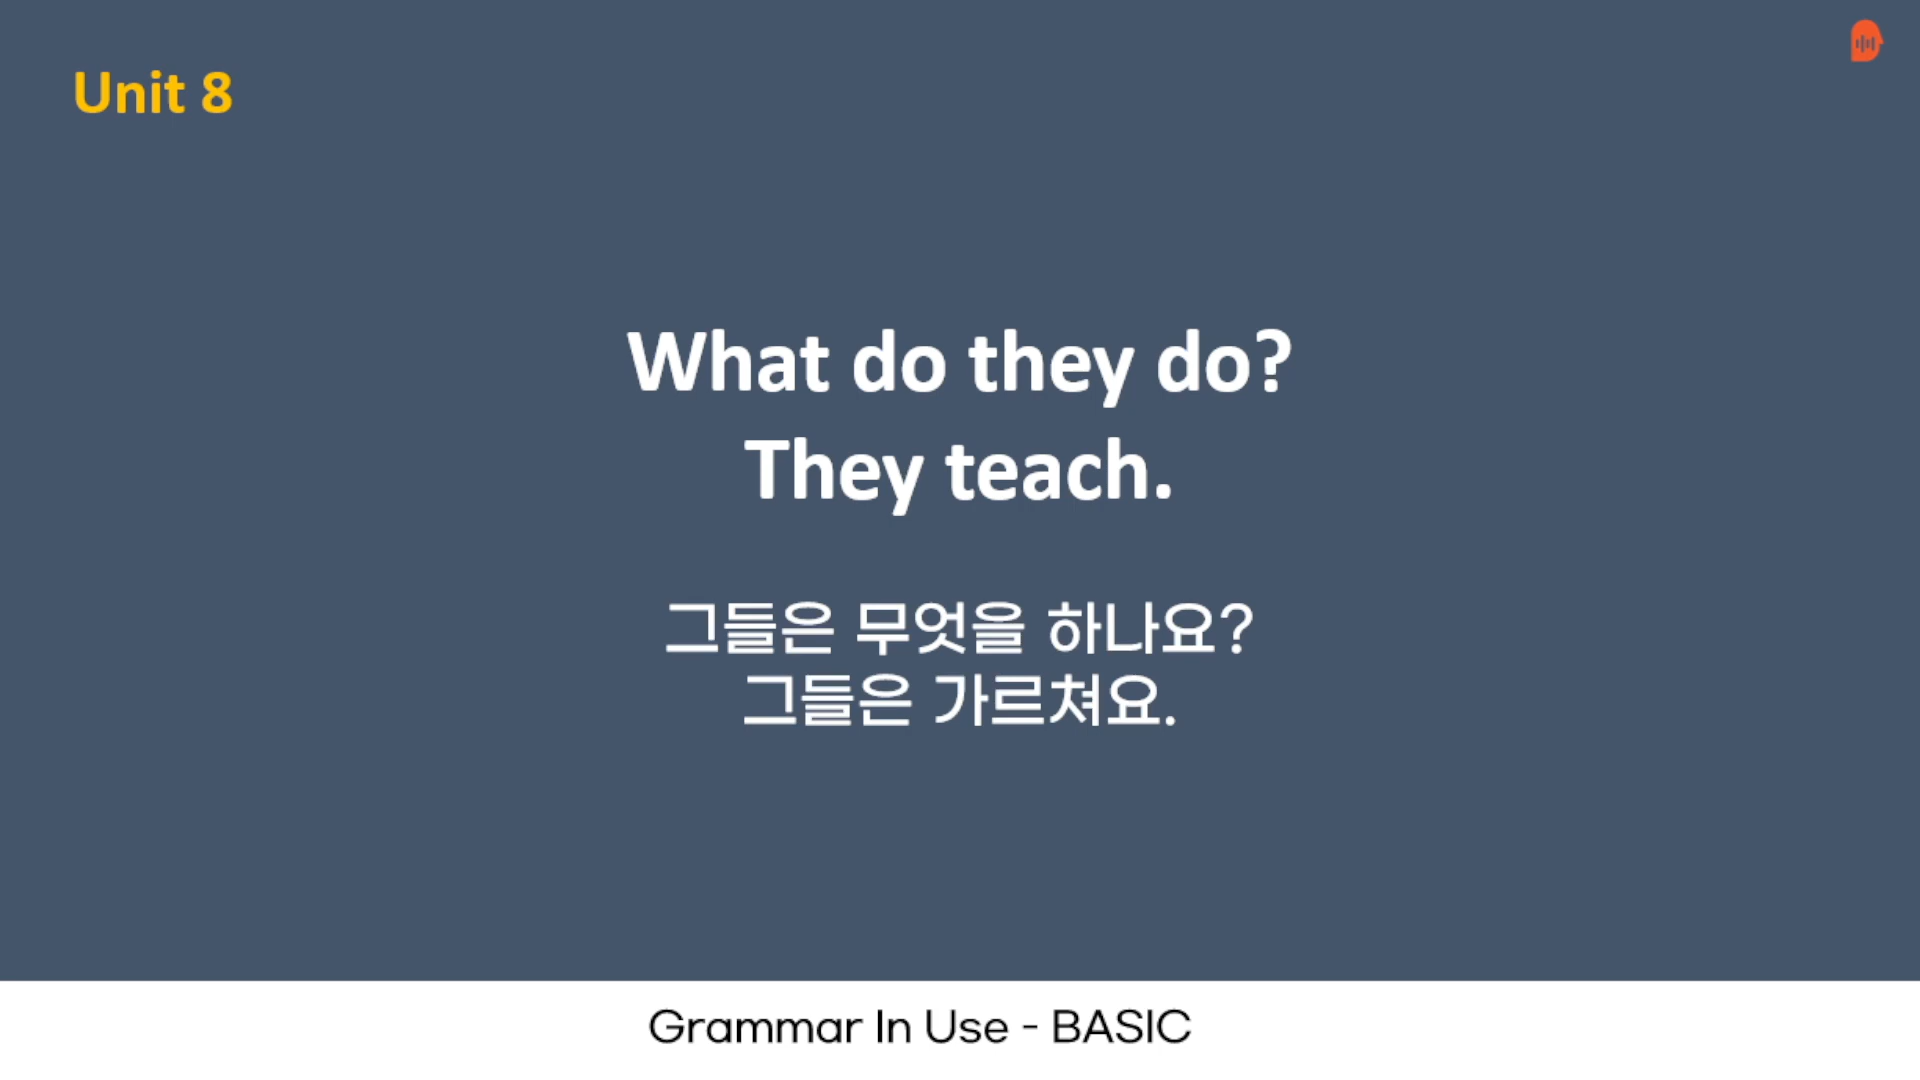 Unit 8
What do they do?
They teach.
그들은 무엇을 하나요?
그들은 가르쳐요.
Grammar In Use - BASIC